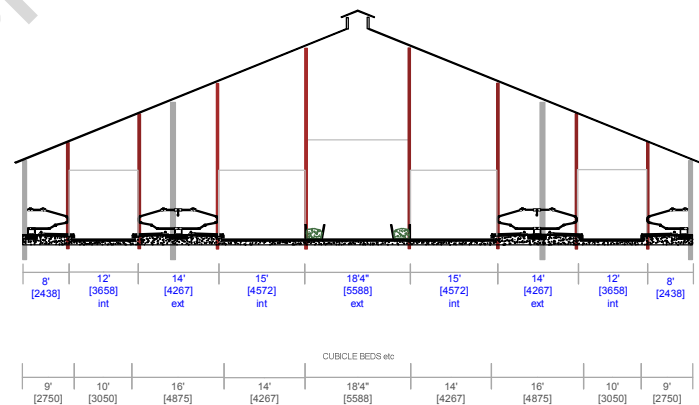 8' 12' 14' 15' 18'4" 15' 14' 12' 8'
[2438] [3658] [4267] [4572] [5588] [4572] [4267] [3658] [2438]
int ext int ext int ext int
CUBICLE BEDS etc
9' 10' 16' 14' 18'4" 14' 16' 10' 9'
[2750] [3050] [4875] [4267] [5588] [4267] [4875] [3050] [2750]